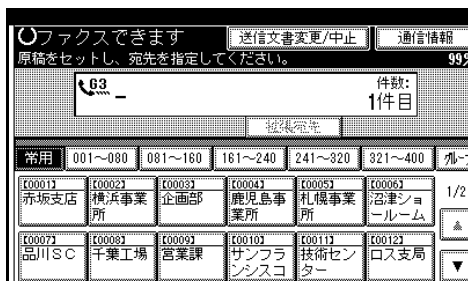 ファクスできます 送信文書変更/中止 通信情報
原稿をセットし、宛先を指定してください。 99%
G3 件数:
1件目
拡張宛先
常用 001～080 081～160 161～240 241～320 321～400 グループ
[00001] [00002] [00003] [00004] [00005] [00006]
赤坂支店 横浜事業所 企画部 鹿児島事業所 札幌事業所 沼津ショールーム 1/2
[00007] [00008] [00009] [00010] [00011] [00012]
品川SC 千葉工場 営業課 サンフランシスコ 技術センター ロス支局